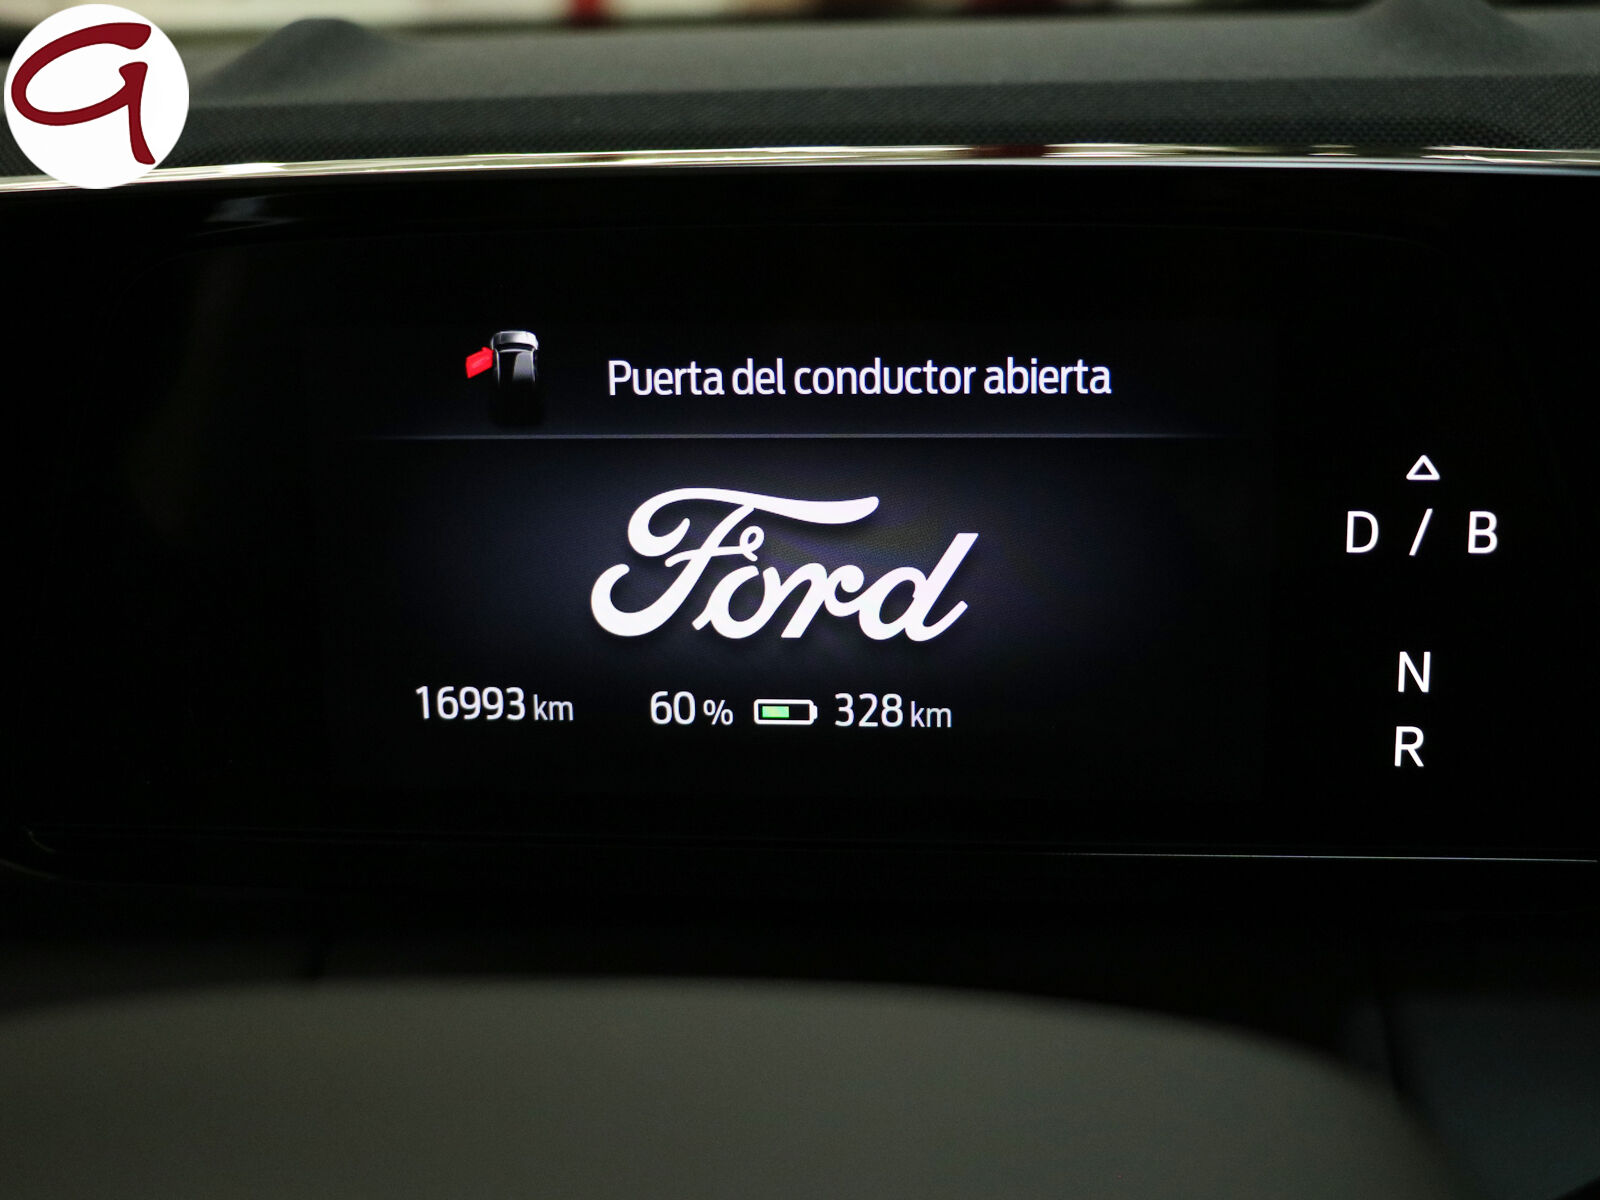 Puerta del conductor abierta
Ford
D / B
N
R
16993 km 60 % 328 km